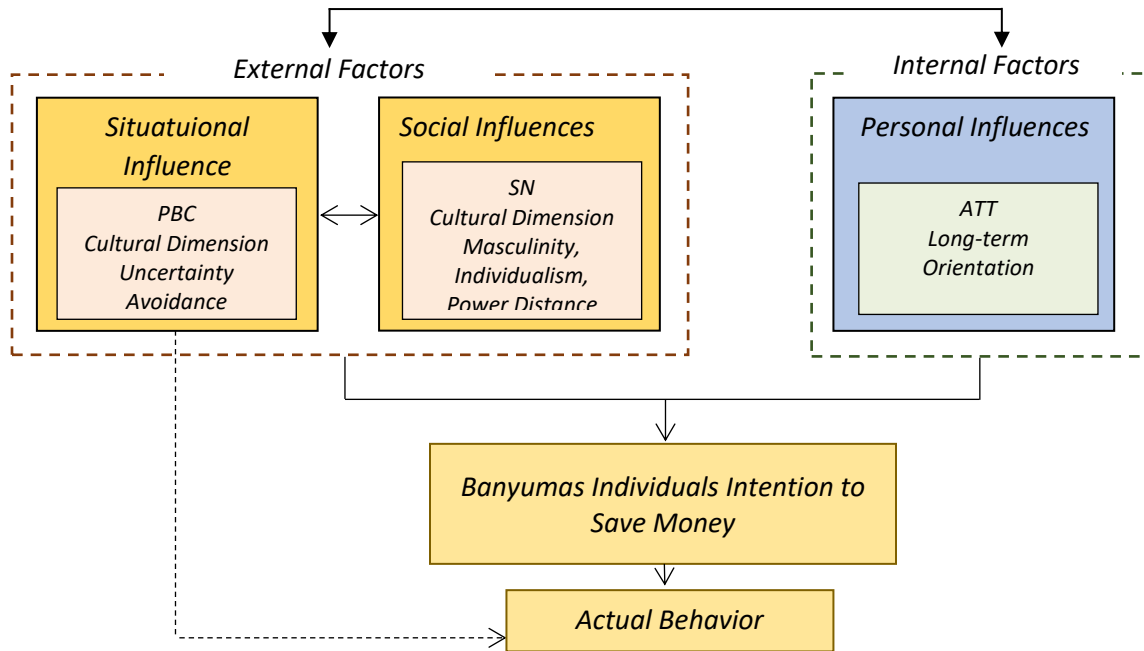 External Factors
Internal Factors
Situatuional
Influence
PBC
Cultural Dimension
Uncertainty
Avoidance
Social Influences
SN
Cultural Dimension
Masculinity,
Individualism,
Power Distance
Personal Influences
ATT
Long-term
Orientation
Banyumas Individuals Intention to
Save Money
Actual Behavior